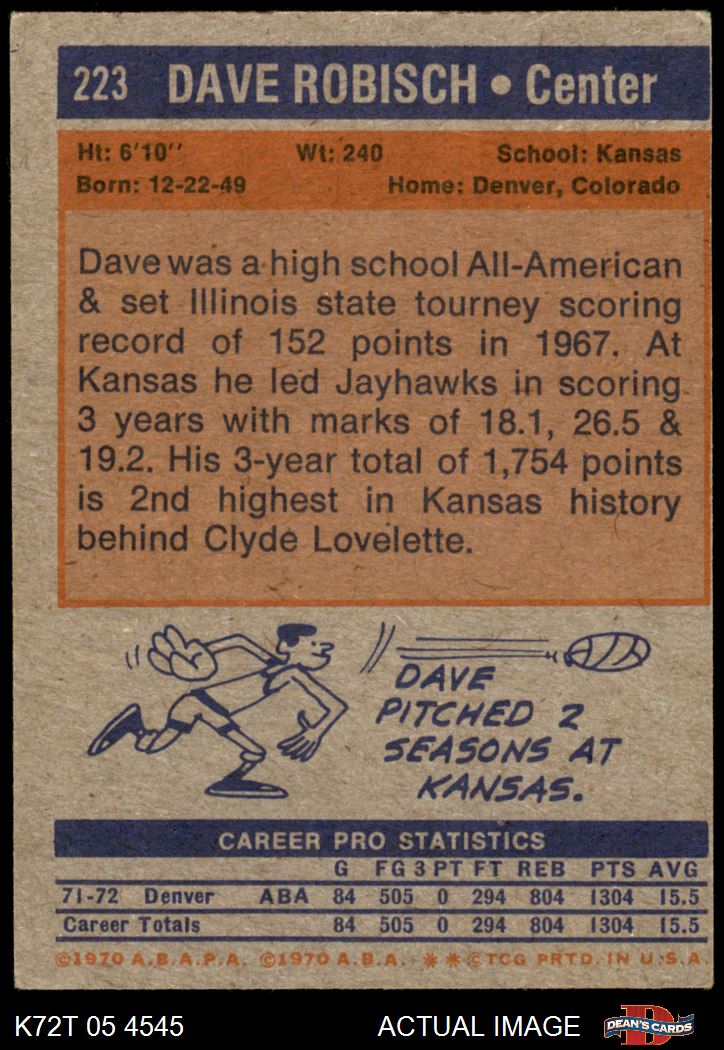 223 DAVE ROBISCH • Center
Ht: 6'10'' Wt: 240 School: Kansas
Born: 12-22-49 Home: Denver, Colorado
Dave was a high school All-American
& set Illinois state tourney scoring
record of 152 points in 1967. At
Kansas he led Jayhawks in scoring
3 years with marks of 18.1, 26.5 &
19.2. His 3-year total of 1,754 points
is 2nd highest in Kansas history
behind Clyde Lovelette.
DAVE
PITCHED 2
SEASONS AT
KANSAS.
CAREER PRO STATISTICS
G FG 3 PT FT REB PTS AVG
71-72 Denver ABA 84 505 0 294 804 1304 15.5
Career Totals 84 505 0 294 804 1304 15.5
©1970 A.B.A.P.A. ©1970 A.B.A. ** ©TCG PRTD. IN U.S.A.
K72T 05 4545 ACTUAL IMAGE D DEAN'S CARDS